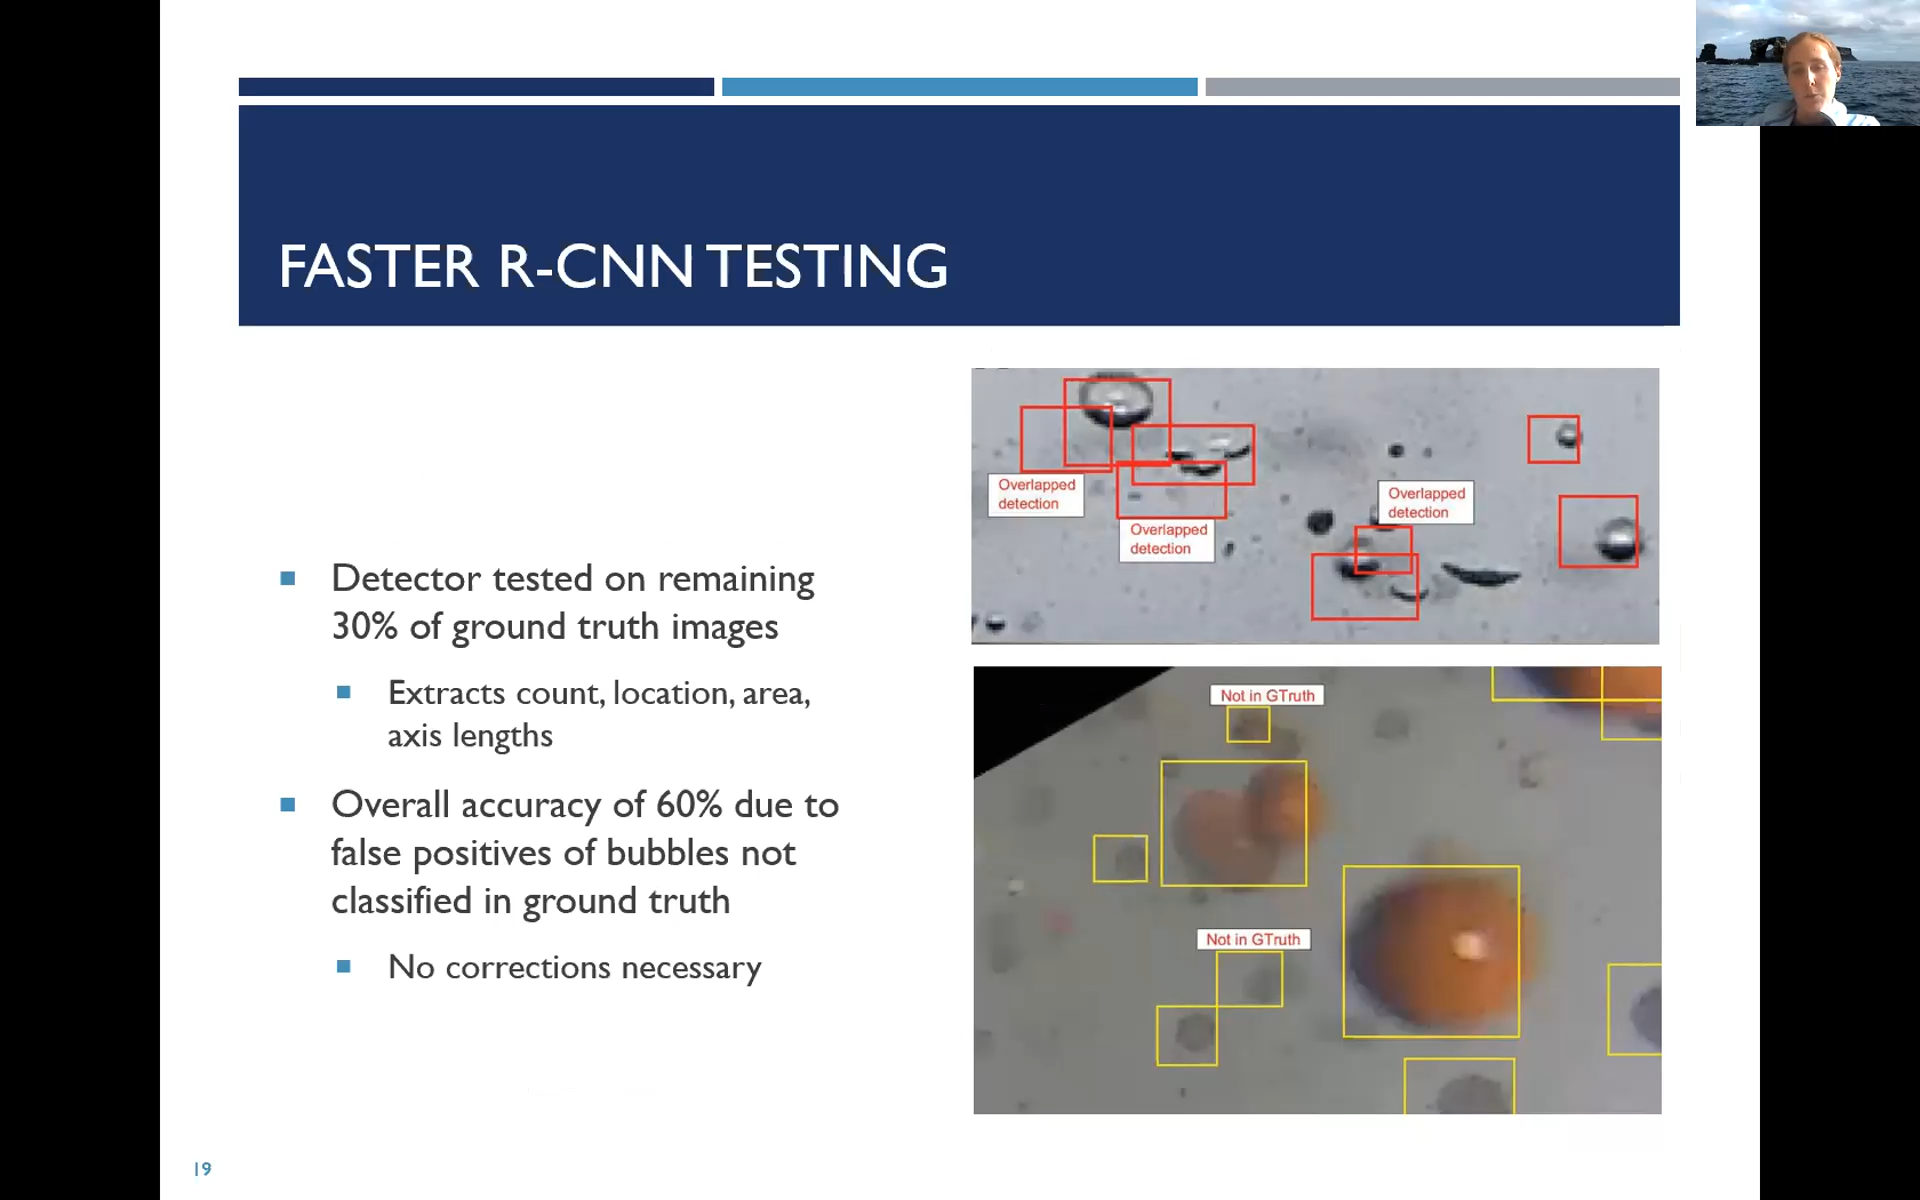 FASTER R-CNN TESTING
Detector tested on remaining
30% of ground truth images
Extracts count, location, area,
axis lengths
Overall accuracy of 60% due to
false positives of bubbles not
classified in ground truth
No corrections necessary
Overlapped
detection
Overlapped
detection
Overlapped
detection
Not in GTruth
Not in GTruth
19